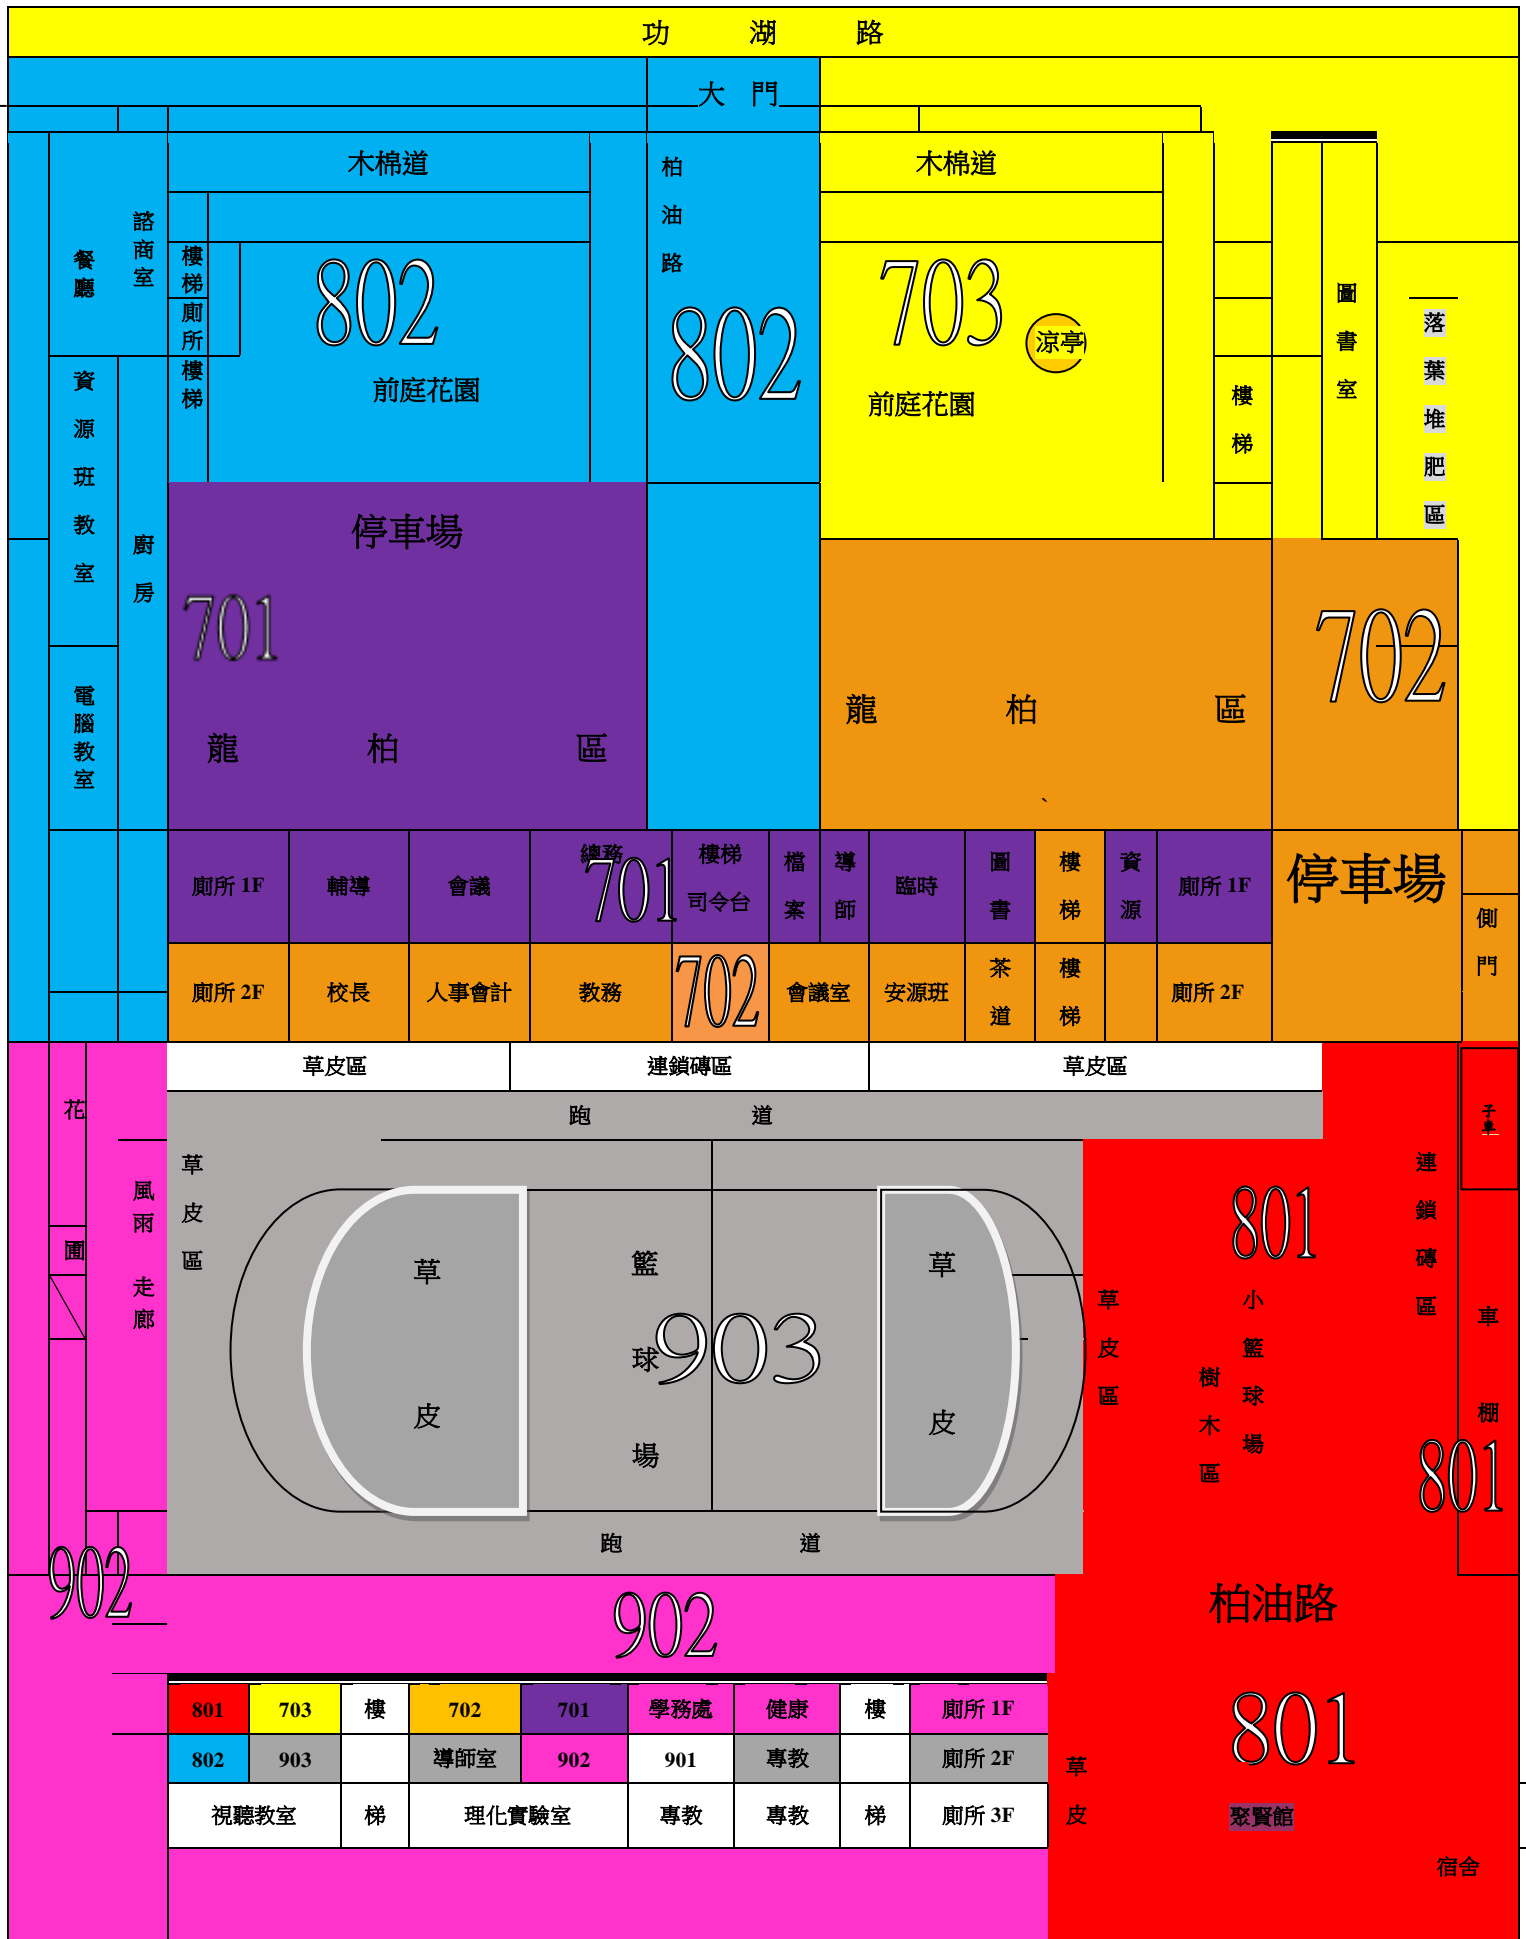 功 湖 路
大 門
木棉道
柏油路
木棉道
諮商室
餐廳
樓梯
廁所
樓梯
802
802
703
涼亭
前庭花園
前庭花園
圖書室
落葉堆肥區
樓梯
資源班教室
廚房
停車場
701
702
電腦教室
龍 柏 區
龍 柏 區
、
廁所 1F
輔導
會議
總務
701
樓梯
司令台
檔案
導師
臨時
圖書
樓梯
資源
廁所 1F
停車場
側門
廁所 2F
校長
人事會計
教務
702
會議室
安源班
茶道
樓梯
廁所 2F
草皮區
連鎖磚區
草皮區
花圃
跑 道
子車
風雨 走廊
草皮區
草皮
籃球場
903
草皮
草皮區
801
小籃球場
樹木區
連鎖磚區
車棚
801
跑 道
902
902
柏油路
801
703
樓
702
701
學務處
健康
樓
廁所 1F
801
802
903
導師室
902
901
專教
廁所 2F
草皮
視聽教室
梯
理化實驗室
專教
專教
梯
廁所 3F
聚賢館
宿舍